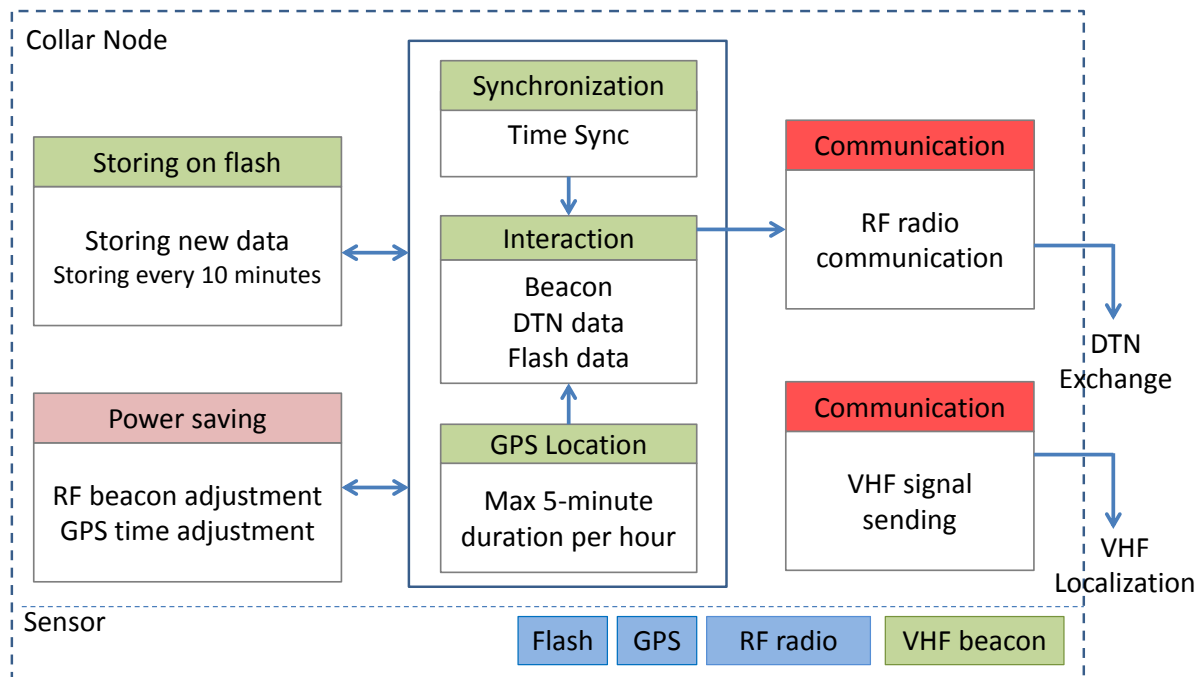 Collar Node
Synchronization
Time Sync
Storing on flash
Storing new data
Storing every 10 minutes
Interaction
Beacon
DTN data
Flash data
Communication
RF radio
communication
DTN
Exchange
Power saving
RF beacon adjustment
GPS time adjustment
GPS Location
Max 5-minute
duration per hour
Communication
VHF signal
sending
VHF
Localization
Sensor
Flash
GPS
RF radio
VHF beacon